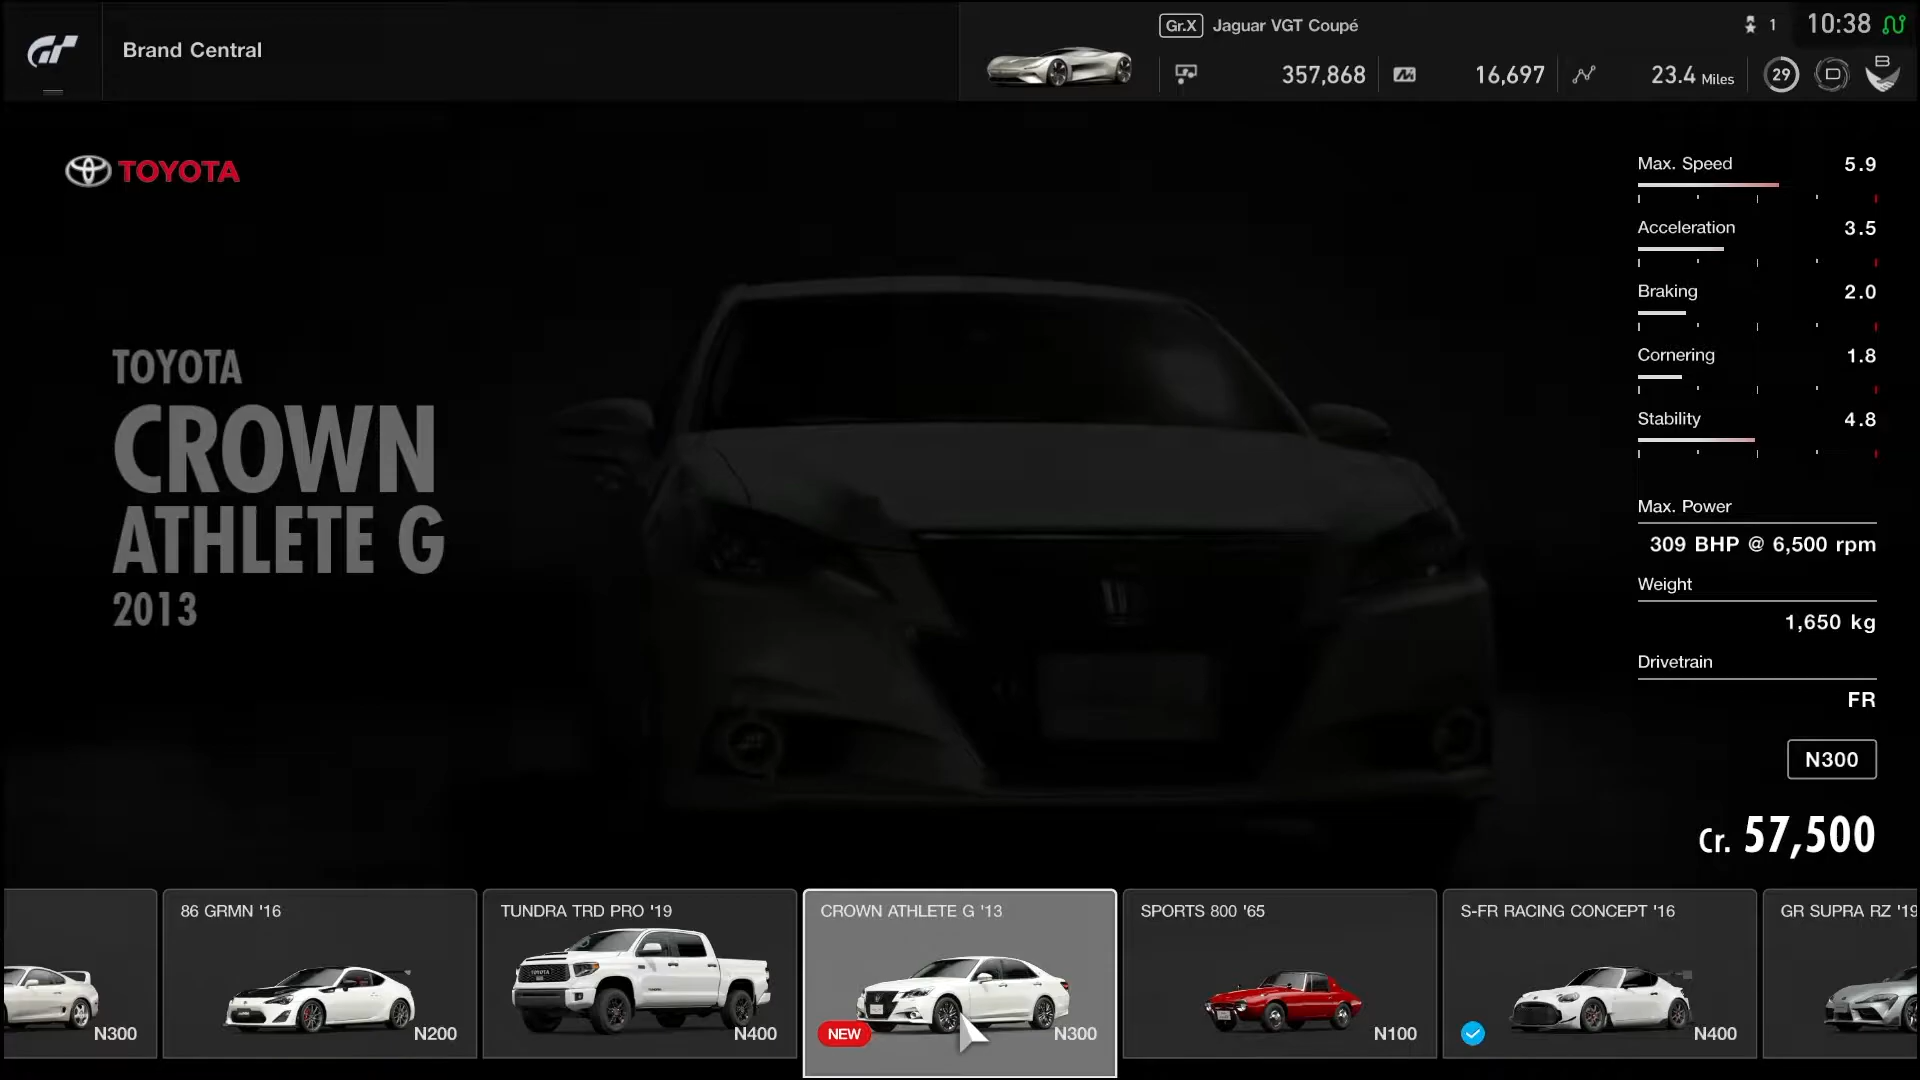 Brand Central
Gr.X Jaguar VGT Coupé
357,868
16,697
23.4 Miles
29
D
B
1
10:38
TOYOTA
TOYOTA
CROWN
ATHLETE G
2013
Max. Speed 5.9
Acceleration 3.5
Braking 2.0
Cornering 1.8
Stability 4.8
Max. Power
309 BHP @ 6,500 rpm
Weight
1,650 kg
Drivetrain
FR
N300
Cr. 57,500
N300
86 GRMN '16
N200
TUNDRA TRD PRO '19
N400
CROWN ATHLETE G '13
NEW
N300
SPORTS 800 '65
N100
S-FR RACING CONCEPT '16
N400
GR SUPRA RZ '19